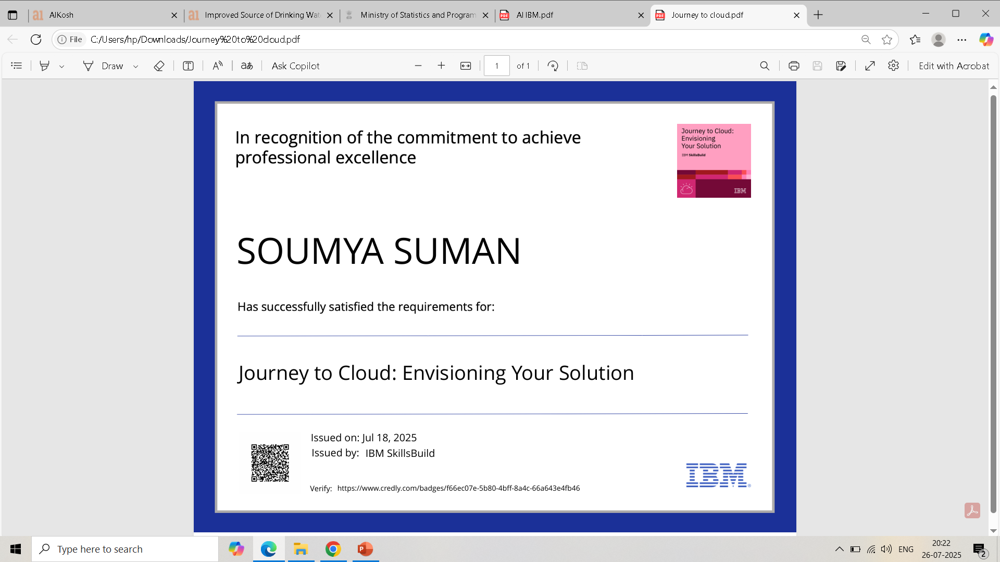 AIKosh
Improved Source of Drinking Wat
Ministry of Statistics and Program
AI IBM.pdf
Journey to cloud.pdf
File
C:/Users/hp/Downloads/Journey%20to%20cloud.pdf
Draw
Ask Copilot
1
of 1
Edit with Acrobat
In recognition of the commitment to achieve
professional excellence
Journey to Cloud:
Envisioning
Your Solution
IBM SkillsBuild
IBM
SOUMYA SUMAN
Has successfully satisfied the requirements for:
Journey to Cloud: Envisioning Your Solution
Issued on: Jul 18, 2025
Issued by: IBM SkillsBuild
IBM®
Verify: https://www.credly.com/badges/f66ec07e-5b80-4bff-8a4c-66a643e4fb46
Type here to search
ENG
20:22
26-07-2025
2